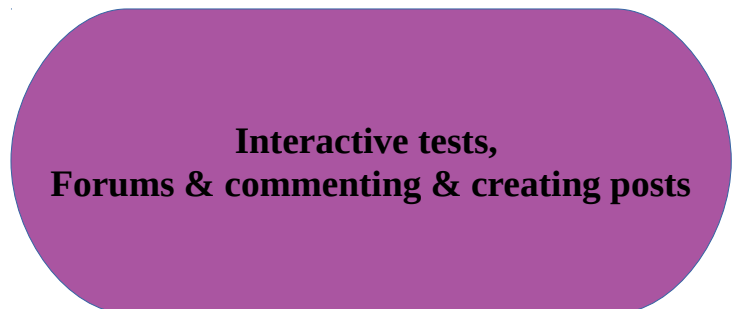 Interactive tests,
Forums & commenting & creating posts